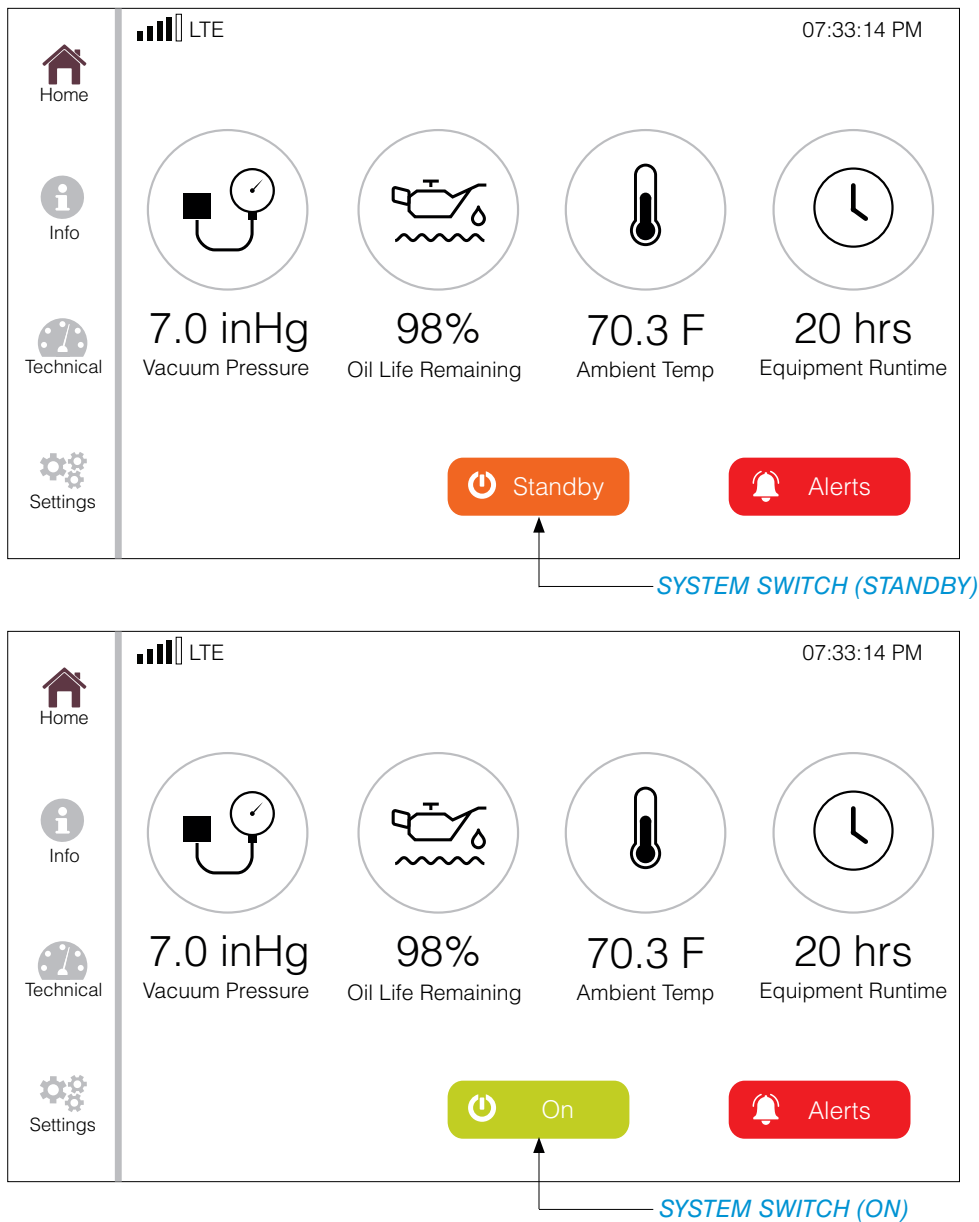 LTE
07:33:14 PM
Home
Info
Technical
Settings
7.0 inHg
Vacuum Pressure
98%
Oil Life Remaining
70.3 F
Ambient Temp
20 hrs
Equipment Runtime
Standby
Alerts
SYSTEM SWITCH (STANDBY)
LTE
07:33:14 PM
Home
Info
Technical
Settings
7.0 inHg
Vacuum Pressure
98%
Oil Life Remaining
70.3 F
Ambient Temp
20 hrs
Equipment Runtime
On
Alerts
SYSTEM SWITCH (ON)